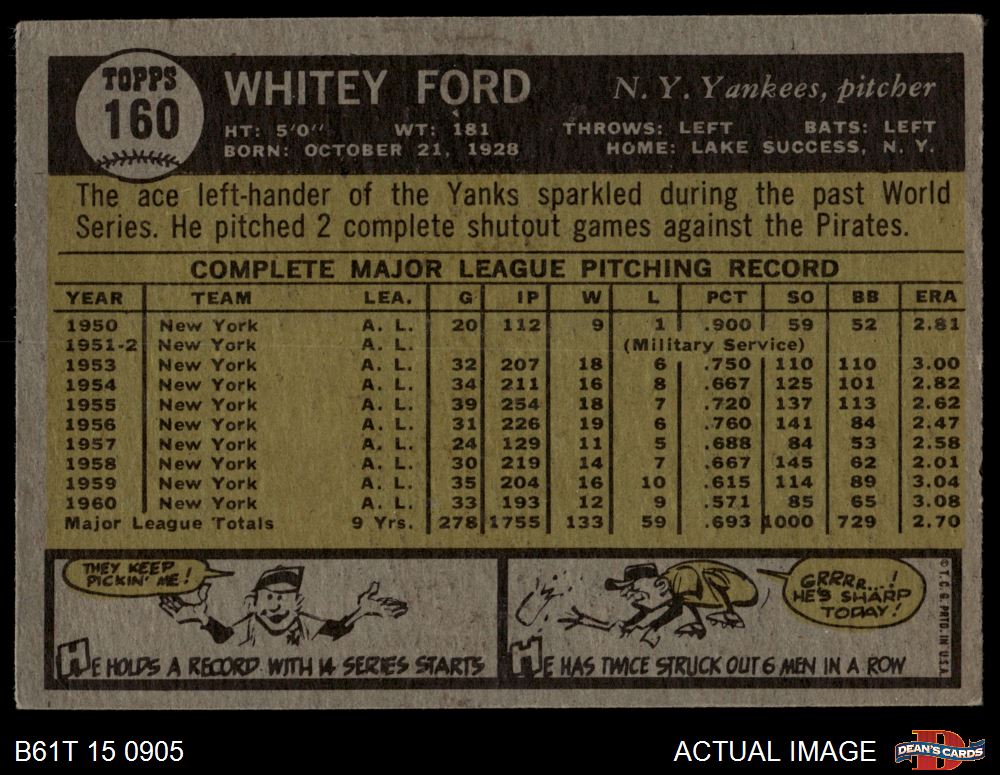 TOPPS
160
WHITEY FORD
N. Y. Yankees, pitcher
HT: 5'0" WT: 181 THROWS: LEFT BATS: LEFT
BORN: OCTOBER 21, 1928 HOME: LAKE SUCCESS, N. Y.
The ace left-hander of the Yanks sparkled during the past World
Series. He pitched 2 complete shutout games against the Pirates.
COMPLETE MAJOR LEAGUE PITCHING RECORD
YEAR TEAM LEA. G IP W L PCT SO BB ERA
1950 New York A. L. 20 112 9 1 .900 59 52 2.81
1951-2 New York A. L. (Military Service)
1953 New York A. L. 32 207 18 6 .750 110 110 3.00
1954 New York A. L. 34 211 16 8 .667 125 101 2.82
1955 New York A. L. 39 254 18 7 .720 137 113 2.62
1956 New York A. L. 31 226 19 6 .760 141 84 2.47
1957 New York A. L. 24 129 11 5 .688 84 53 2.58
1958 New York A. L. 30 219 14 7 .667 145 62 2.01
1959 New York A. L. 35 204 16 10 .615 114 89 3.04
1960 New York A. L. 33 193 12 9 .571 85 65 3.08
Major League Totals 9 Yrs. 278 1755 133 59 .693 1000 729 2.70
THEY KEEP
PICKIN' ME!
HE HOLDS A RECORD WITH 14 SERIES STARTS
GRRRR...!
HE'S SHARP
TODAY!
HE HAS TWICE STRUCK OUT 6 MEN IN A ROW
© T. C. G. PRTD. IN U.S.A.
B61T 15 0905
ACTUAL IMAGE
DEAN'S CARDS